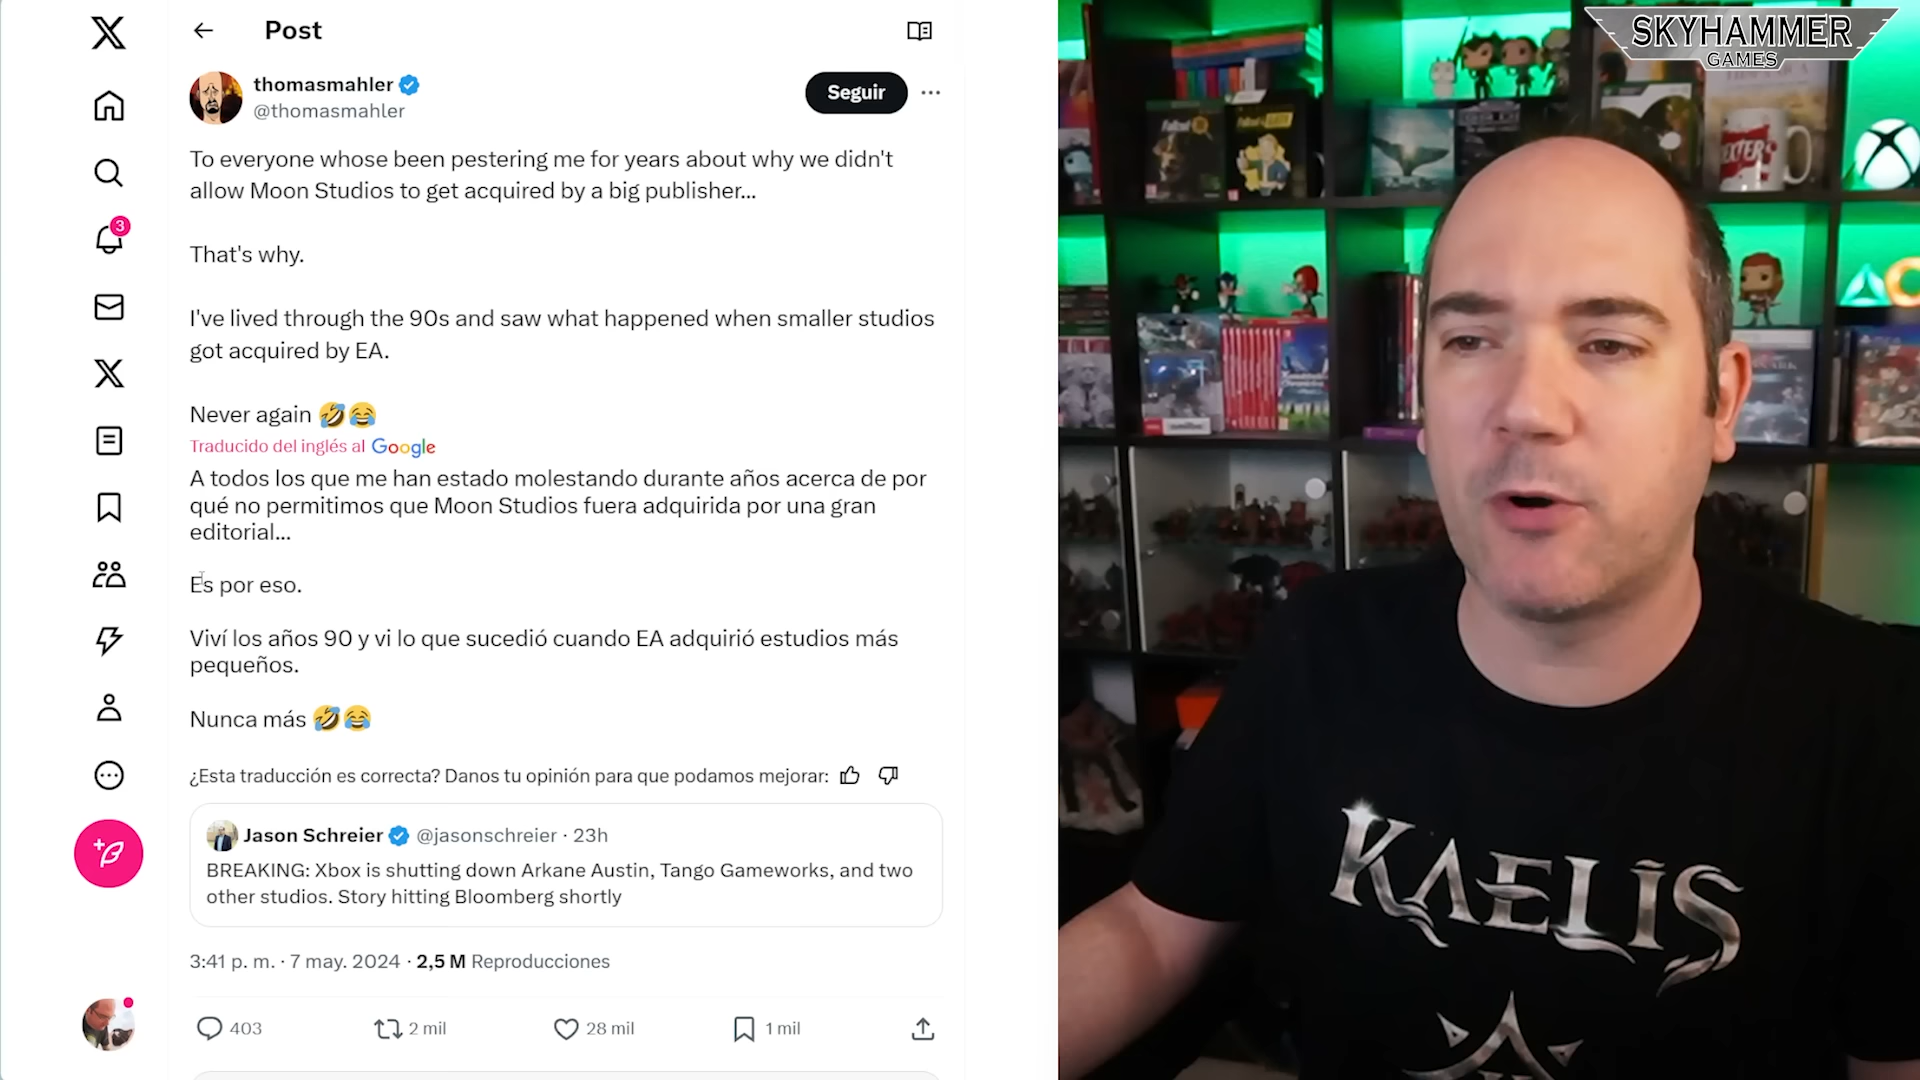 Post
thomasmahler
@thomasmahler
Seguir
To everyone whose been pestering me for years about why we didn't
allow Moon Studios to get acquired by a big publisher...
That's why.
I've lived through the 90s and saw what happened when smaller studios
got acquired by EA.
Never again 🤣😂
Traducido del inglés al Google
A todos los que me han estado molestando durante años acerca de por
qué no permitimos que Moon Studios fuera adquirida por una gran
editorial...
Es por eso.
Viví los años 90 y vi lo que sucedió cuando EA adquirió estudios más
pequeños.
Nunca más 🤣😂
¿Esta traducción es correcta? Danos tu opinión para que podamos mejorar:
Jason Schreier @jasonschreier · 23h
BREAKING: Xbox is shutting down Arkane Austin, Tango Gameworks, and two
other studios. Story hitting Bloomberg shortly
3:41 p. m. · 7 may. 2024 · 2,5 M Reproducciones
403
2 mil
28 mil
1 mil
3
SKYHAMMER
GAMES
Fallout
KAELIS